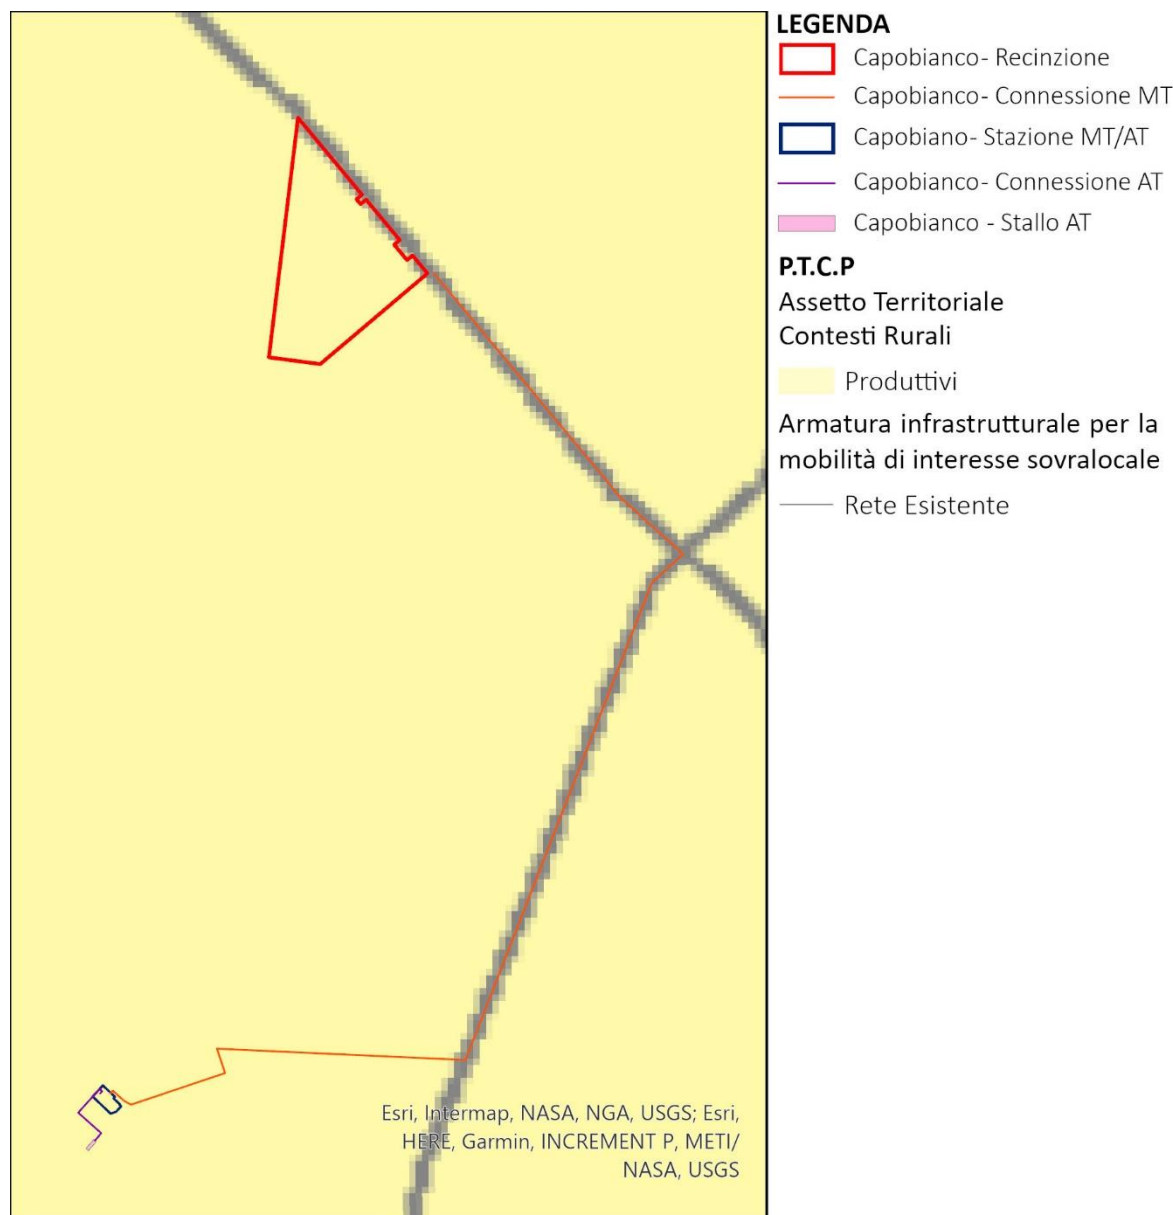 LEGENDA
Capobianco- Recinzione
Capobianco- Connessione MT
Capobiano- Stazione MT/AT
Capobianco- Connessione AT
Capobianco - Stallo AT
P.T.C.P
Assetto Territoriale
Contesti Rurali
Produttivi
Armatura infrastrutturale per la
mobilità di interesse sovralocale
Rete Esistente
Esri, Intermap, NASA, NGA, USGS; Esri,
HERE, Garmin, INCREMENT P, METI/
NASA, USGS